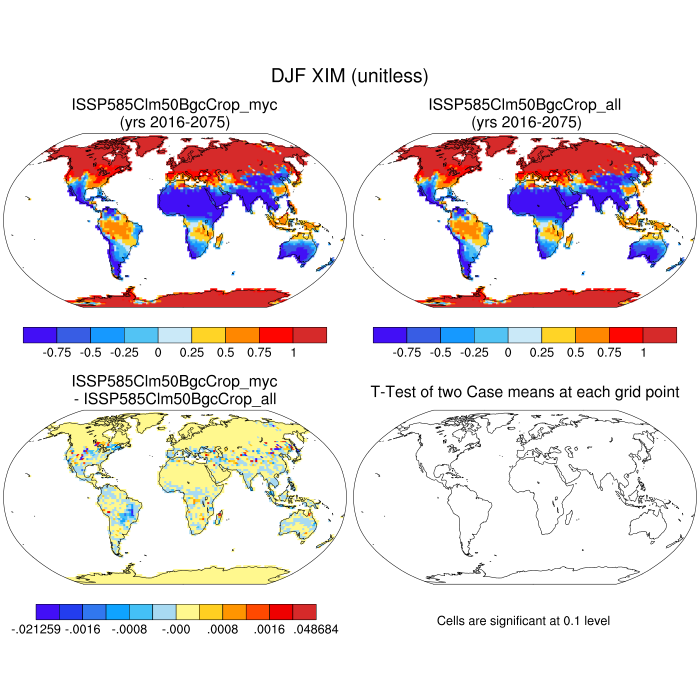 DJF XIM (unitless)
ISSP585Clm50BgcCrop_myc
(yrs 2016-2075)
ISSP585Clm50BgcCrop_all
(yrs 2016-2075)
-0.75 -0.5 -0.25 0 0.25 0.5 0.75 1
-0.75 -0.5 -0.25 0 0.25 0.5 0.75 1
ISSP585Clm50BgcCrop_myc
- ISSP585Clm50BgcCrop_all
T-Test of two Case means at each grid point
-.021259 -.0016 -.0008 -.000 .0008 .0016 .048684
Cells are significant at 0.1 level